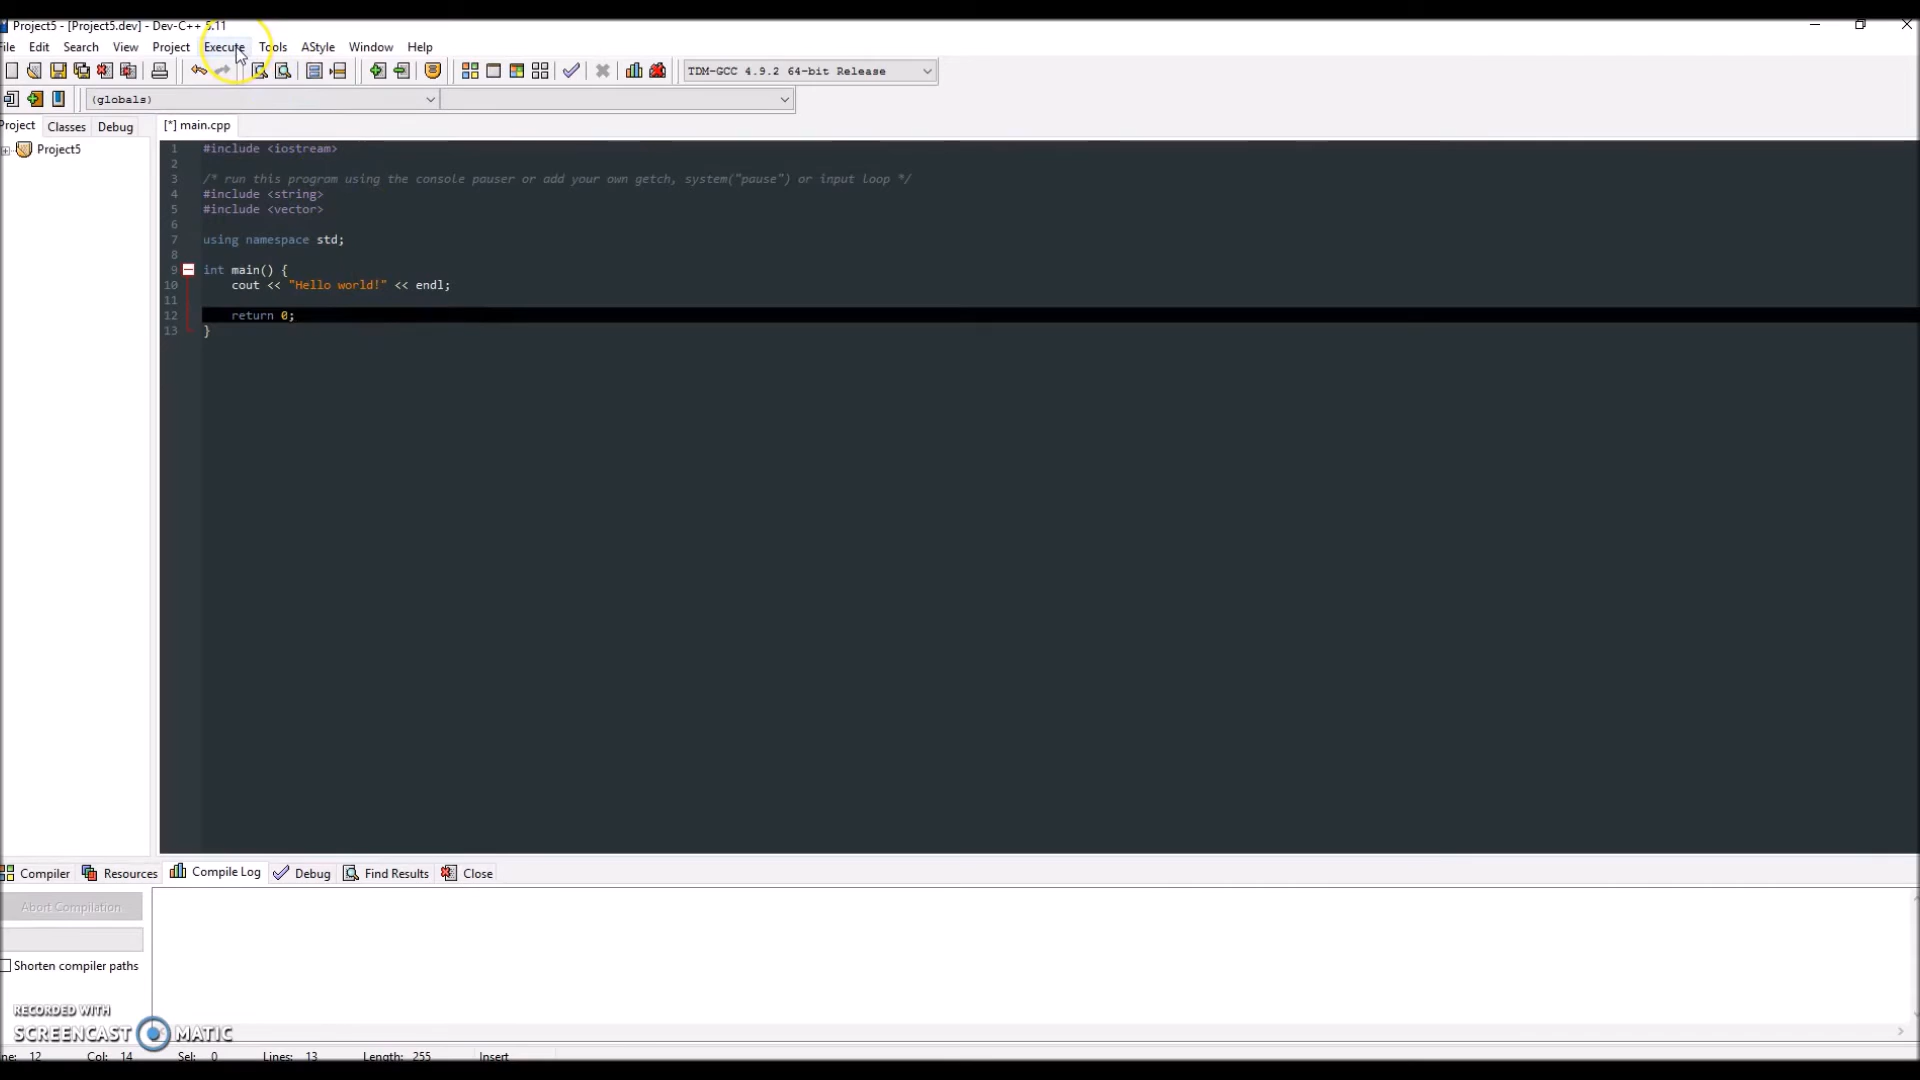 Project5 - [Project5.dev] - Dev-C++ 5.11
File Edit Search View Project Execute Tools AStyle Window Help
TDM-GCC 4.9.2 64-bit Release
(globals)
Project Classes Debug [*] main.cpp
Project5
1 #include <iostream>
2
3 /* run this program using the console pauser or add your own getch, system("pause") or input loop */
4 #include <string>
5 #include <vector>
6
7 using namespace std;
8
9 int main() {
10 cout << "Hello world!" << endl;
11
12 return 0;
13 }
Compiler Resources Compile Log Debug Find Results Close
Abort Compilation
Shorten compiler paths
RECORDED WITH
SCREENCAST MATIC
ne: 12 Col: 14 Sel: 0 Lines: 13 Length: 255 Insert